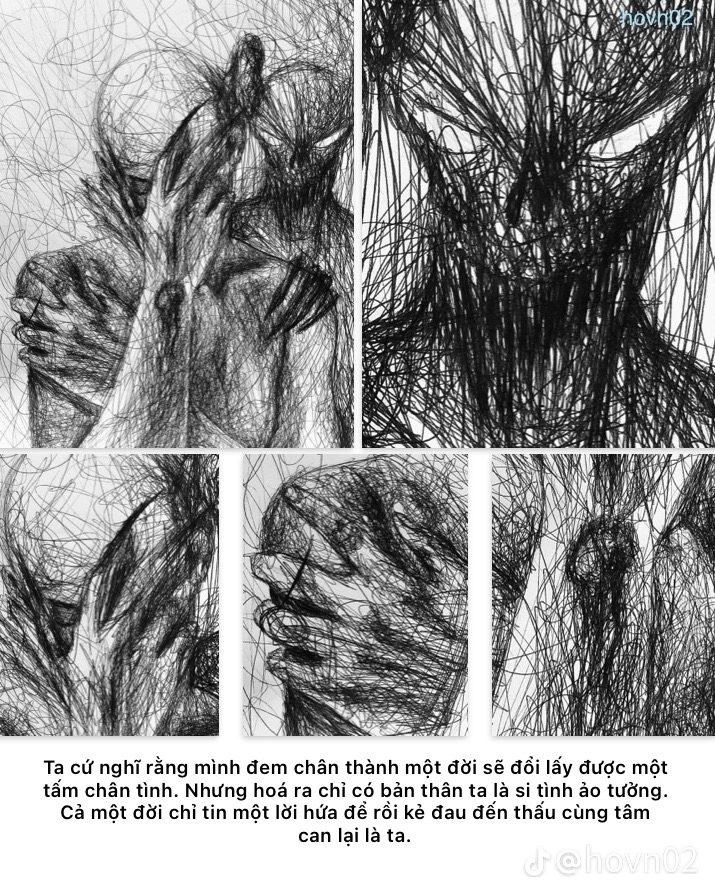 hovn02
Ta cứ nghĩ rằng mình đem chân thành một đời sẽ đổi lấy được một
tấm chân tình. Nhưng hoá ra chỉ có bản thân ta là si tình ảo tưởng.
Cả một đời chỉ tin một lời hứa để rồi kẻ đau đến thấu cùng tâm
can lại là ta.
@hovn02